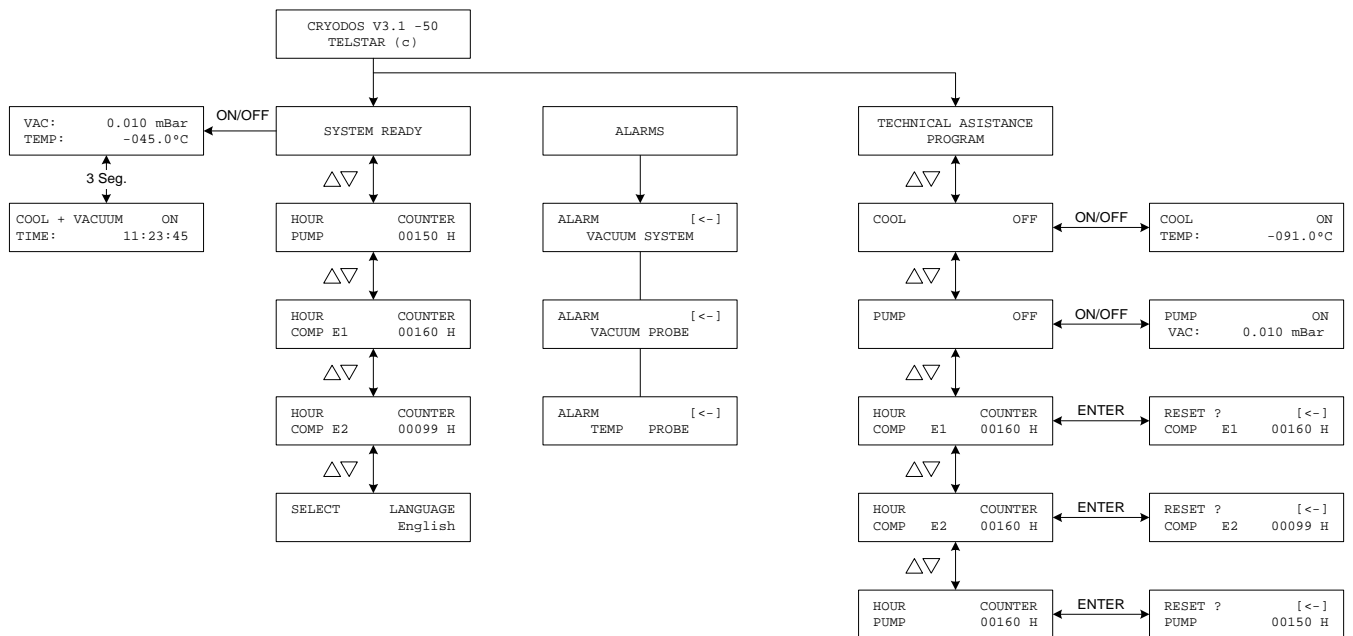 CRYODOS V3.1 -50
TELSTAR (c)
ON/OFF
VAC: 0.010 mBar
TEMP: -045.0°C
3 Seg.
COOL + VACUUM ON
TIME: 11:23:45
SYSTEM READY
HOUR COUNTER
PUMP 00150 H
HOUR COUNTER
COMP E1 00160 H
HOUR COUNTER
COMP E2 00099 H
SELECT LANGUAGE
English
ALARMS
ALARM [<-]
VACUUM SYSTEM
ALARM [<-]
VACUUM PROBE
ALARM [<-]
TEMP PROBE
TECHNICAL ASISTANCE
PROGRAM
COOL OFF
ON/OFF
COOL ON
TEMP: -091.0°C
PUMP OFF
ON/OFF
PUMP ON
VAC: 0.010 mBar
HOUR COUNTER
COMP E1 00160 H
ENTER
RESET ? [<-]
COMP E1 00160 H
HOUR COUNTER
COMP E2 00160 H
ENTER
RESET ? [<-]
COMP E2 00099 H
HOUR COUNTER
PUMP 00160 H
ENTER
RESET ? [<-]
PUMP 00150 H